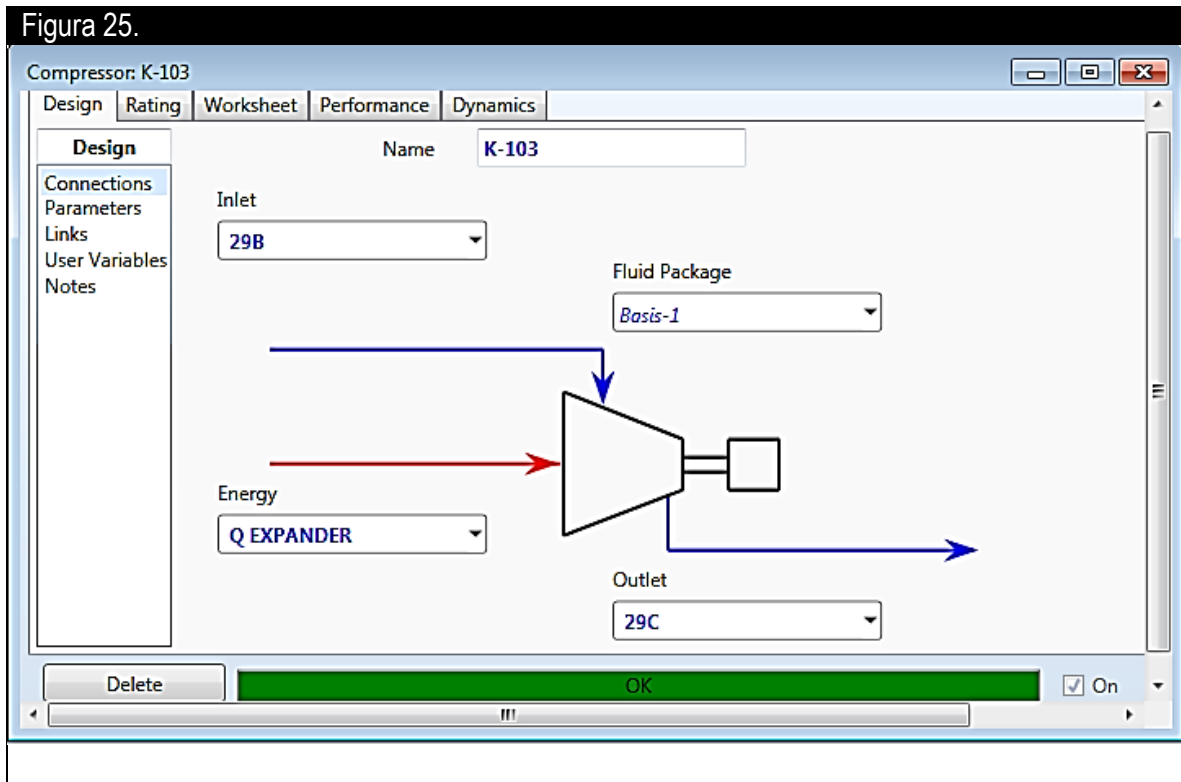 Figura 25.
Compressor: K-103
Design Rating Worksheet Performance Dynamics
Design
Connections
Parameters
Links
User Variables
Notes
Name K-103
Inlet
29B
Fluid Package
Basis-1
Energy
Q EXPANDER
Outlet
29C
Delete OK On